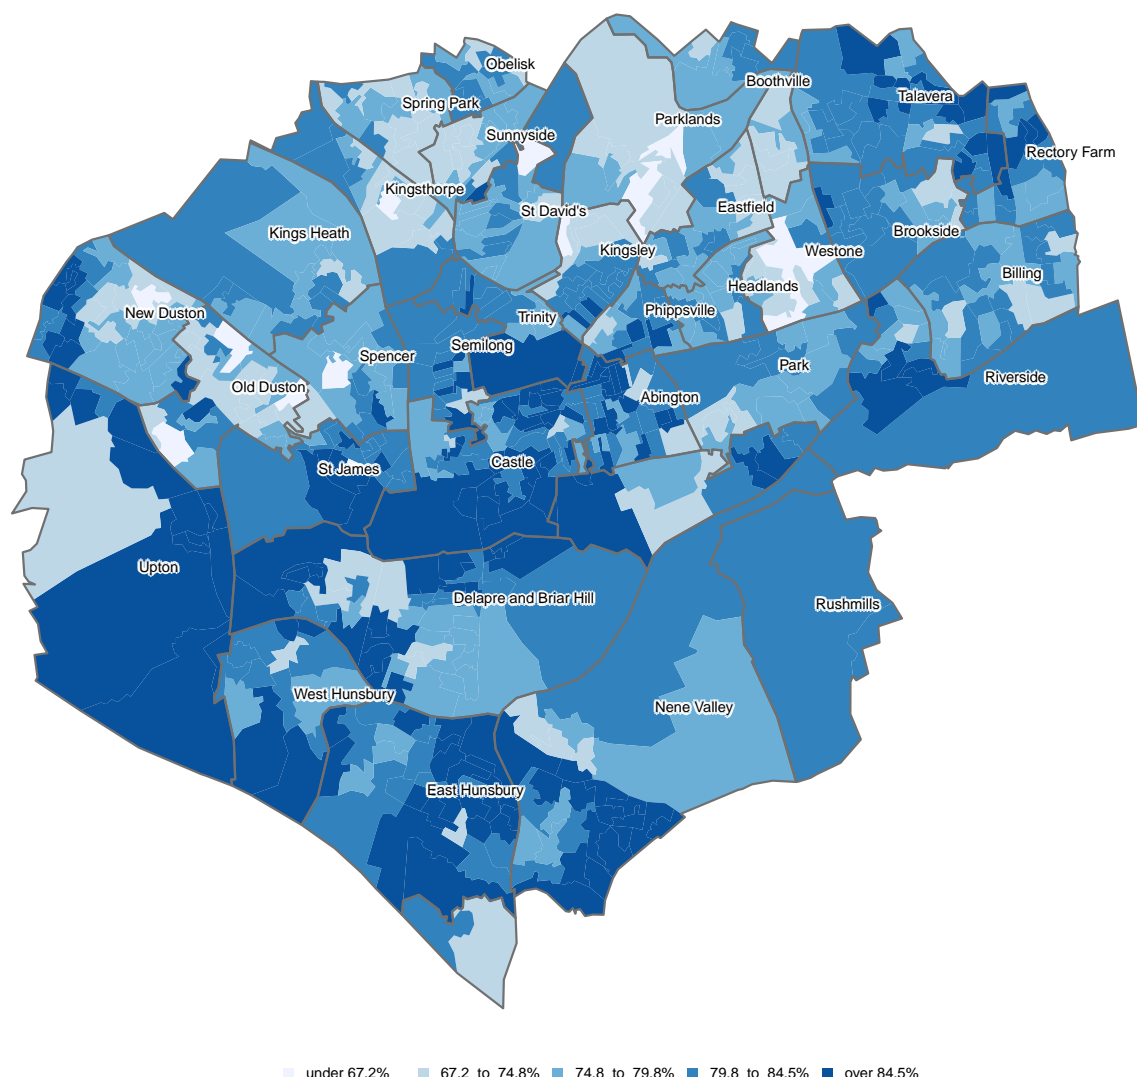 Obelisk
Boothville
Spring Park
Talavera
Parklands
Sunnyside
Rectory Farm
Kingsthorpe
Eastfield
St David's
Kings Heath
Brookside
Kingsley
Westone
Billing
Headlands
New Duston
Phippsville
Trinity
Semilong
Spencer
Park
Riverside
Old Duston
Abington
Castle
St James
Upton
Delapre and Briar Hill
Rushmills
West Hunsbury
Nene Valley
East Hunsbury
under 67.2% 67.2 to 74.8% 74.8 to 79.8% 79.8 to 84.5% over 84.5%